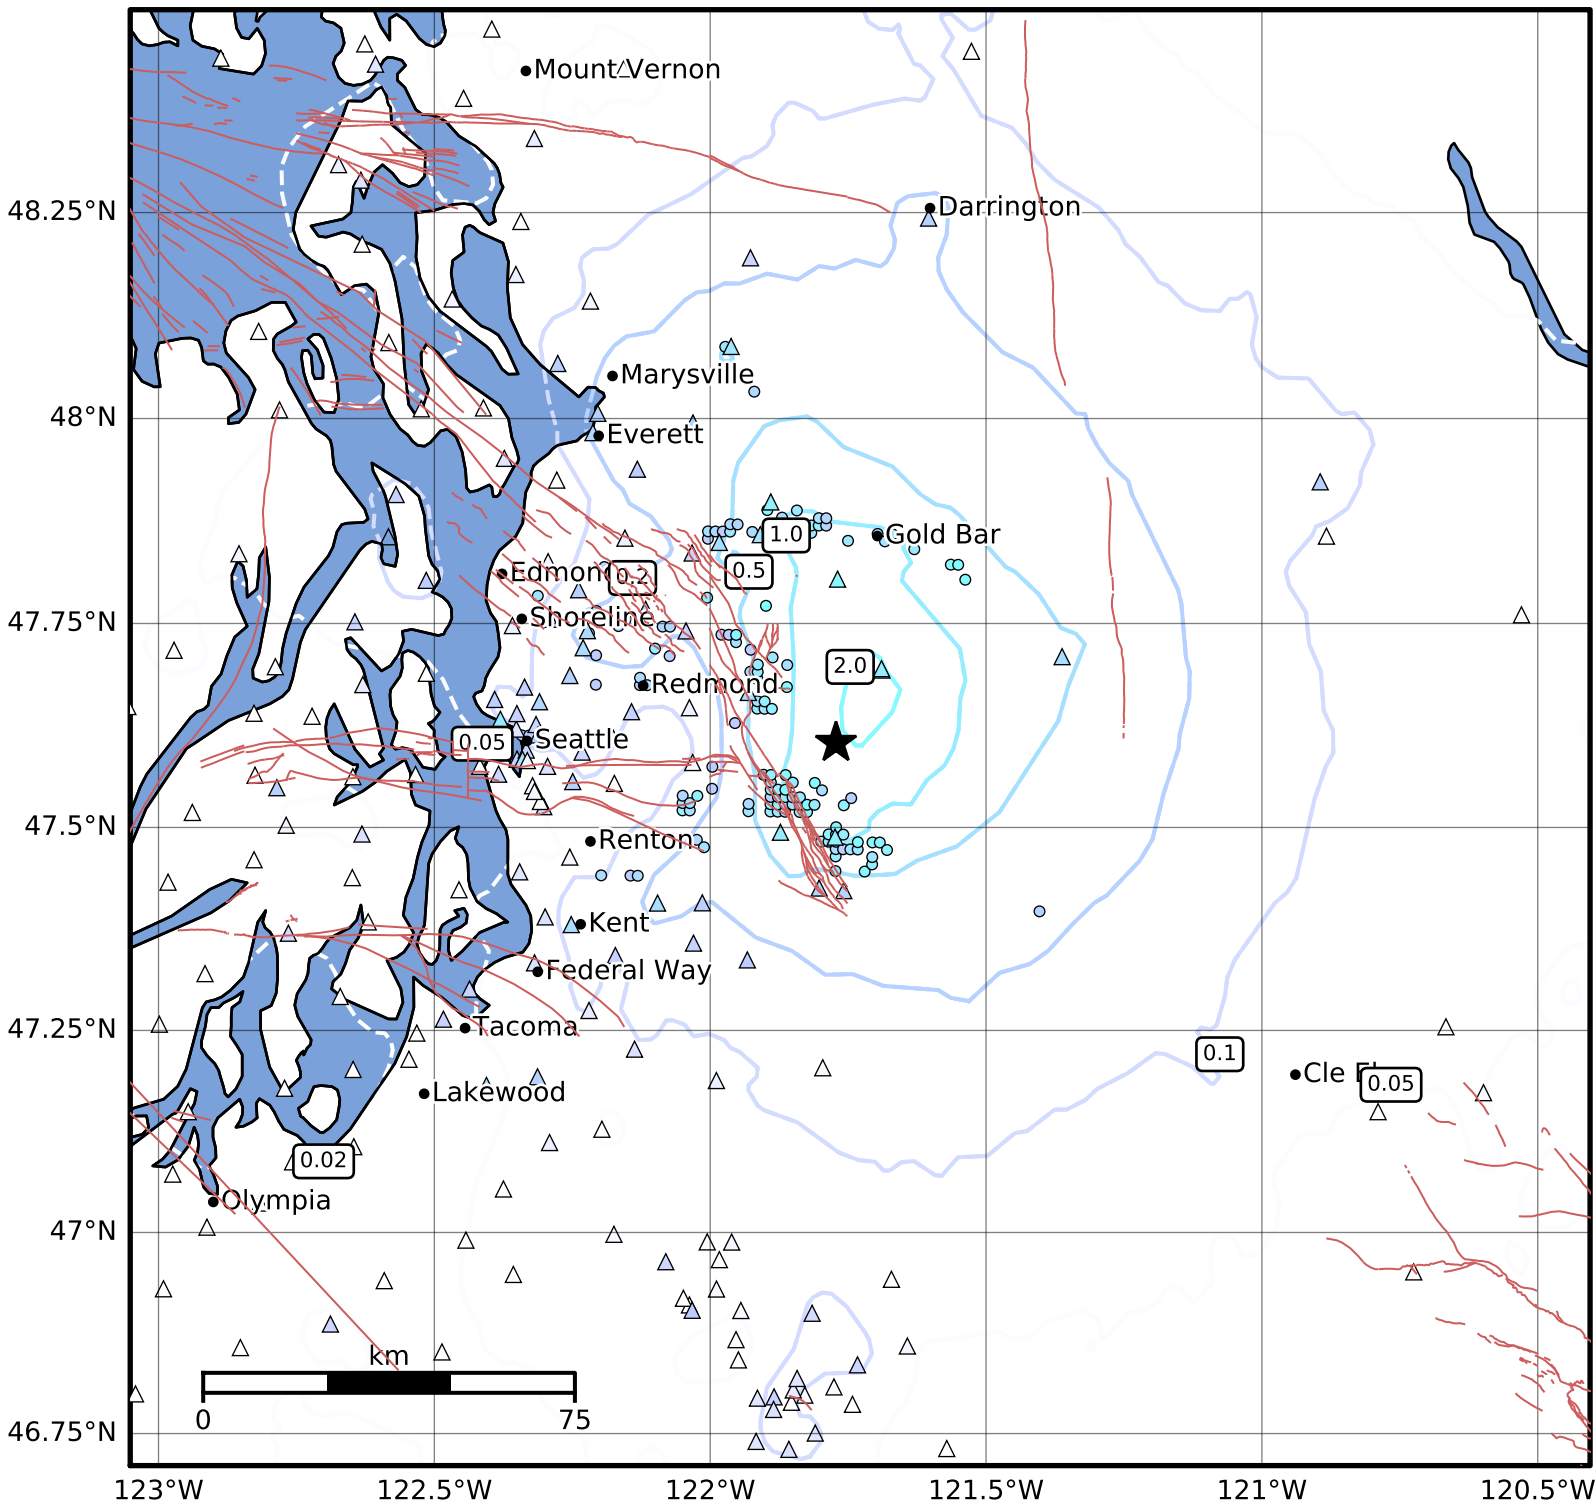 Mount Vernon
48.25°N
Darrington
Marysville
48°N
Everett
1.0
Gold Bar
0.5
Edmon
0.2
47.75°N
Shoreline
2.0
Redmond
0.05
Seattle
47.5°N
Renton
Kent
Federal Way
47.25°N
Tacoma
0.1
Cle El
0.05
Lakewood
0.02
Olympia
47°N
km
0
75
46.75°N
123°W
122.5°W
122°W
121.5°W
121°W
120.5°W